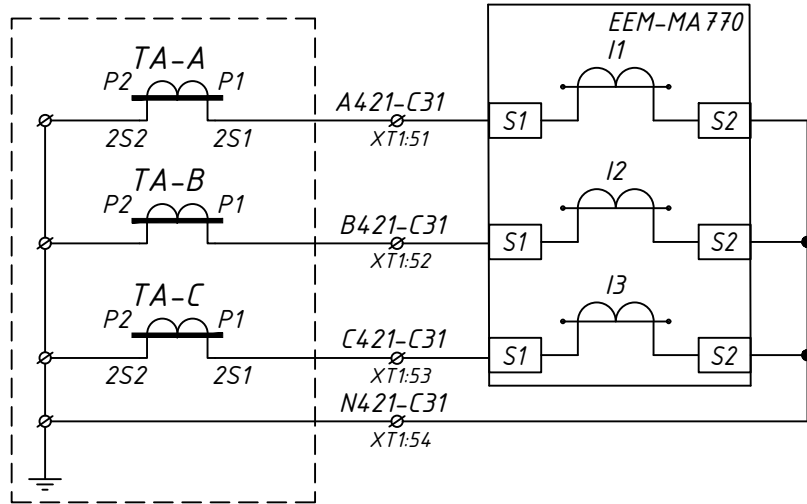 EEM-MA770
TA-A
I1
P2
P1
A421-C31
S1
S2
2S2
2S1
XT1:51
TA-B
I2
P2
P1
B421-C31
S1
S2
XT1:52
TA-C
I3
P2
P1
C421-C31
S1
S2
2S2
2S1
XT1:53
N421-C31
XT1:54